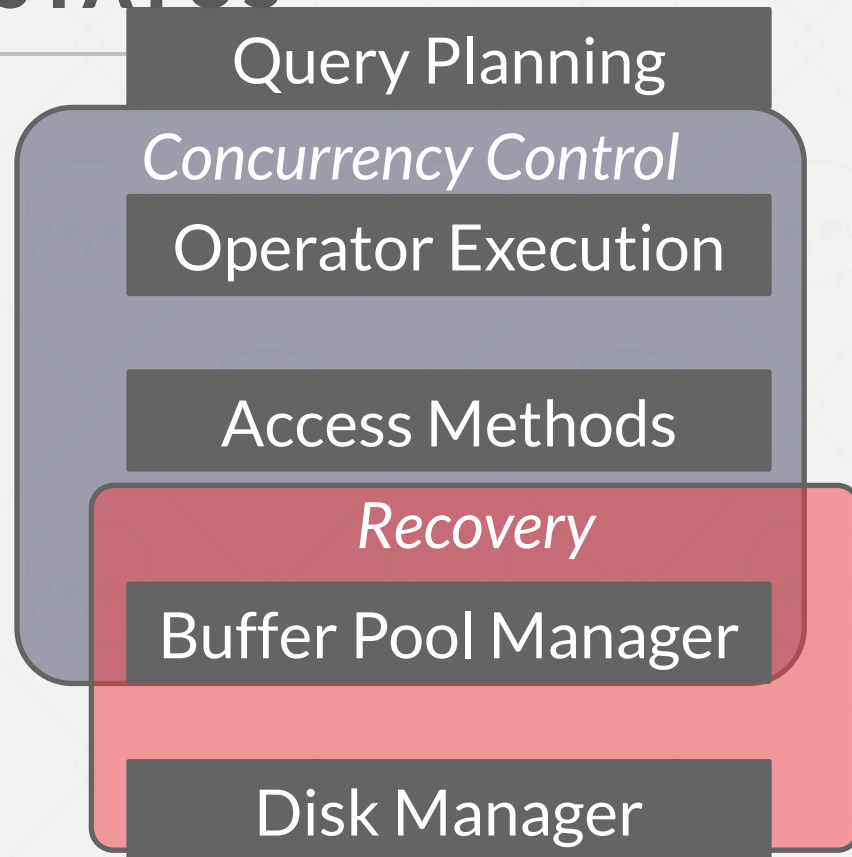 Query Planning
Concurrency Control
Operator Execution
Access Methods
Recovery
Buffer Pool Manager
Disk Manager